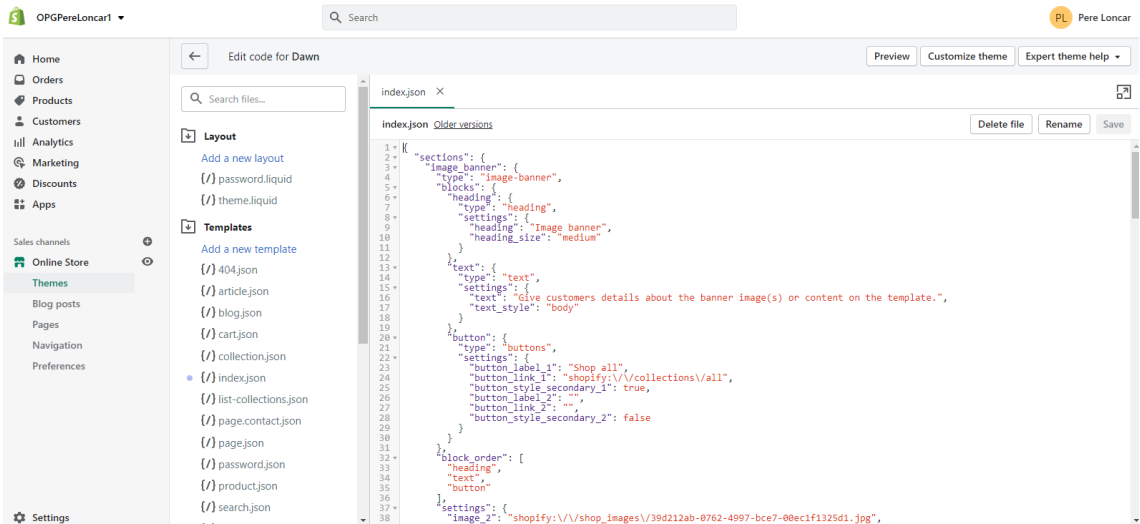 OPGPereLoncar1
Search
PL Pere Loncar
Home
Orders
Products
Customers
Analytics
Marketing
Discounts
Apps
Sales channels
Online Store
Themes
Blog posts
Pages
Navigation
Preferences
Settings
Edit code for Dawn
Preview
Customize theme
Expert theme help
Search files...
Layout
Add a new layout
{/} password.liquid
{/} theme.liquid
Templates
Add a new template
{/} 404.json
{/} article.json
{/} blog.json
{/} cart.json
{/} collection.json
{/} index.json
{/} list-collections.json
{/} page.contact.json
{/} page.json
{/} password.json
{/} product.json
{/} search.json
index.json
index.json Older versions
Delete file
Rename
Save
1 {
2 "sections": {
3 "image_banner": {
4 "type": "image-banner",
5 "blocks": {
6 "heading": {
7 "type": "heading",
8 "settings": {
9 "heading": "Image banner",
10 "heading_size": "medium"
11 }
12 },
13 "text": {
14 "type": "text",
15 "settings": {
16 "text": "Give customers details about the banner image(s) or content on the template.",
17 "text_style": "body"
18 }
19 },
20 "button": {
21 "type": "buttons",
22 "settings": {
23 "button_label_1": "Shop all",
24 "button_link_1": "shopify:\/\/collections\/all",
25 "button_style_secondary_1": true,
26 "button_label_2": "",
27 "button_link_2": "",
28 "button_style_secondary_2": false
29 }
30 }
31 },
32 "block_order": [
33 "heading",
34 "text",
35 "button"
36 ],
37 "settings": {
38 "image_2": "shopify:\/\/shop_images\/39d212ab-0762-4997-bce7-00ec1f1325d1.jpg",